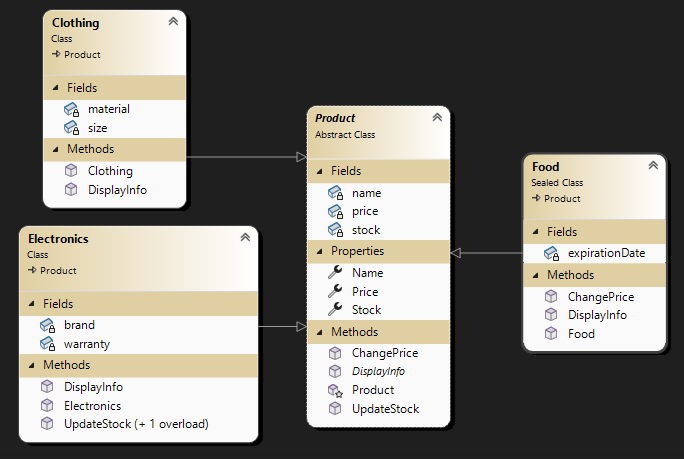 Clothing
Class
Product
Fields
material
size
Methods
Clothing
DisplayInfo
Electronics
Class
Product
Fields
brand
warranty
Methods
DisplayInfo
Electronics
UpdateStock (+ 1 overload)
Product
Abstract Class
Fields
name
price
stock
Properties
Name
Price
Stock
Methods
ChangePrice
DisplayInfo
Product
UpdateStock
Food
Sealed Class
Product
Fields
expirationDate
Methods
ChangePrice
DisplayInfo
Food